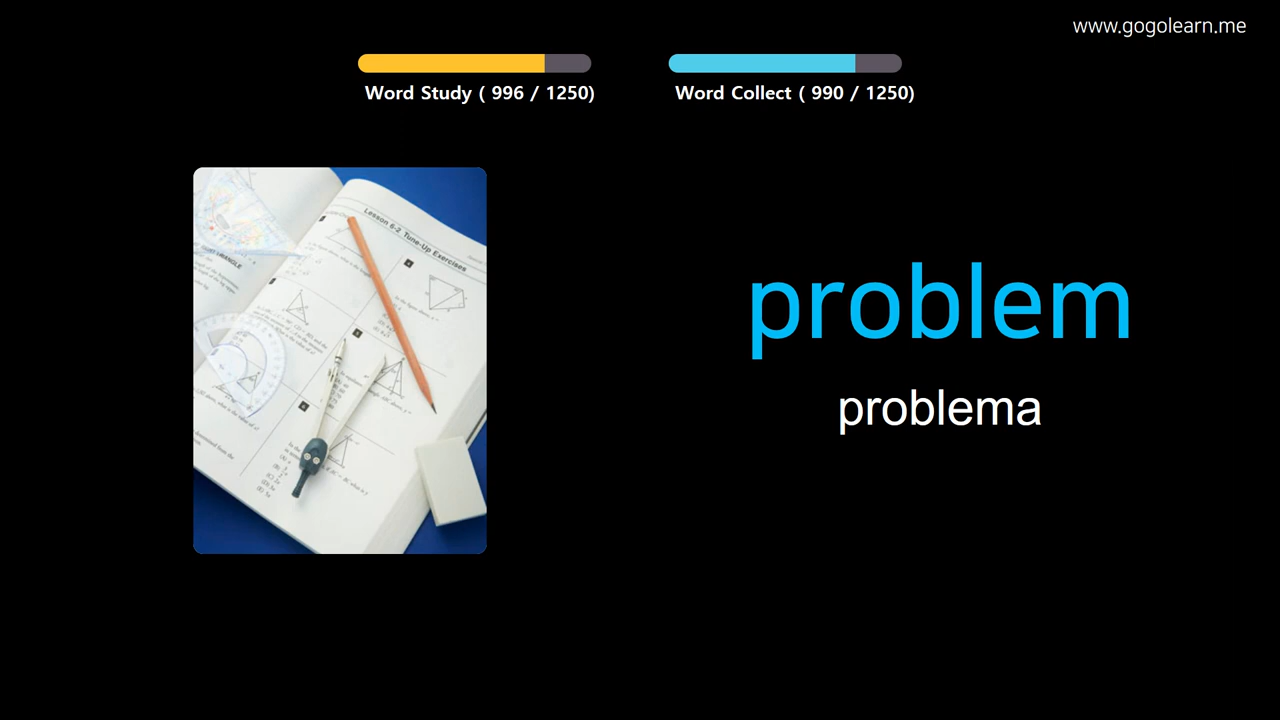 www.gogolearn.me
Word Study ( 996 / 1250)
Word Collect ( 990 / 1250)
Lesson 6-2 Tune-Up Exercises
problem
problema